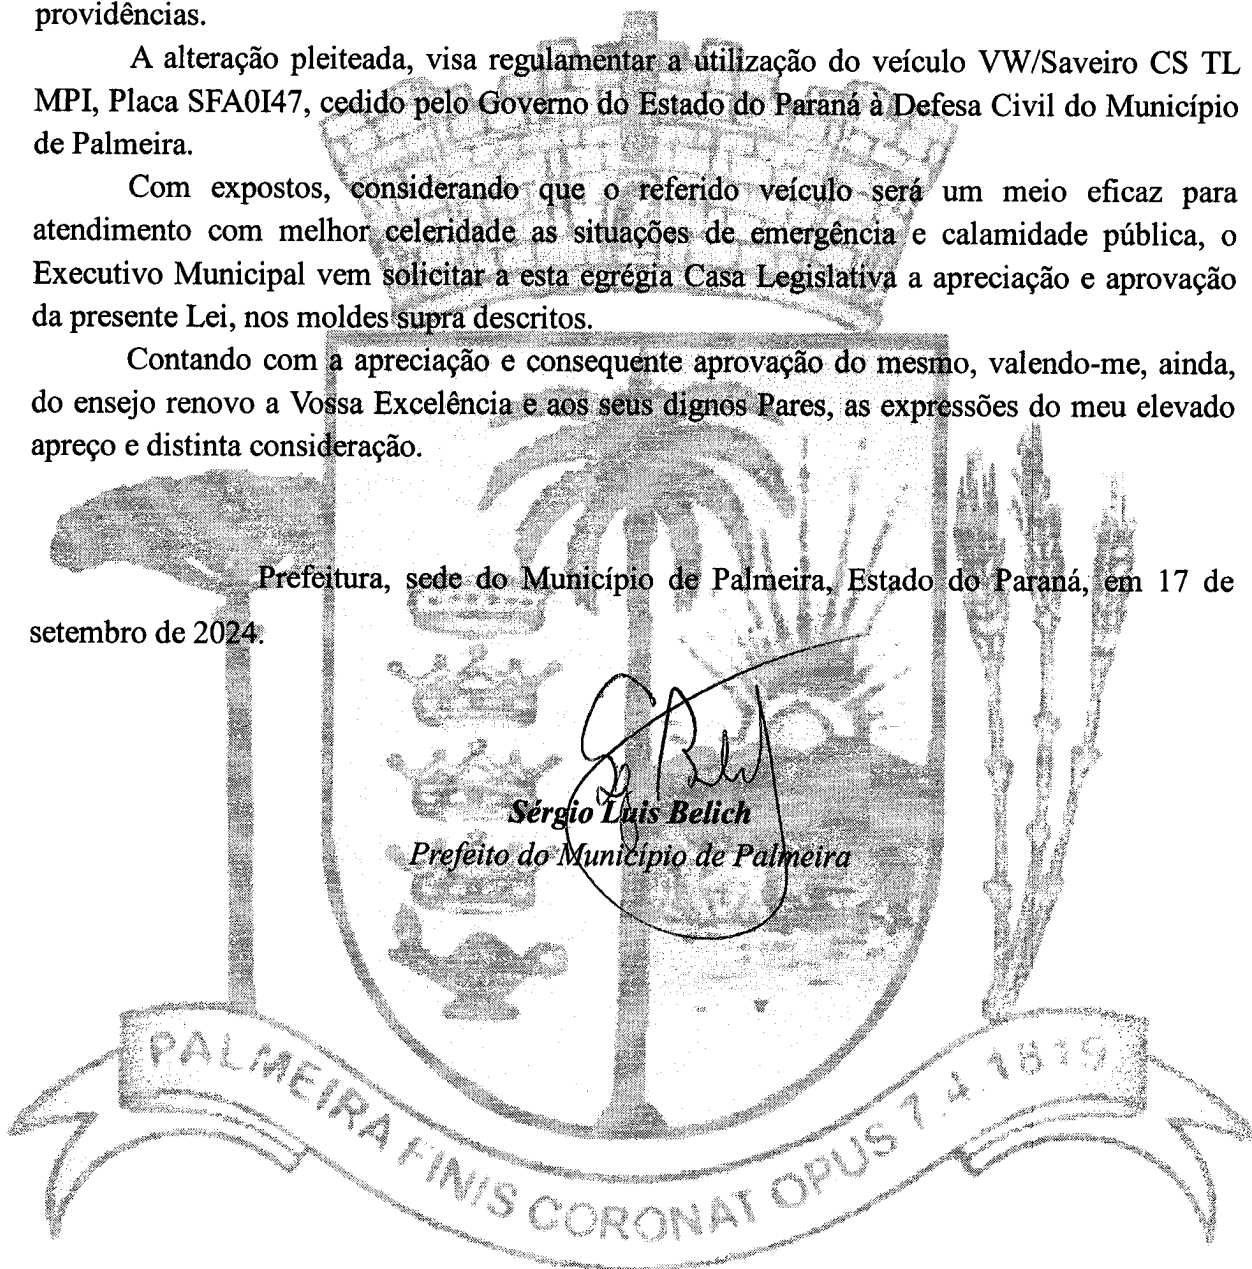 providências.
A alteração pleiteada, visa regulamentar a utilização do veículo VW/Saveiro CS TL
MPI, Placa SFA0I47, cedido pelo Governo do Estado do Paraná à Defesa Civil do Município
de Palmeira.
Com expostos, considerando que o referido veículo será um meio eficaz para
atendimento com melhor celeridade as situações de emergência e calamidade pública, o
Executivo Municipal vem solicitar a esta egrégia Casa Legislativa a apreciação e aprovação
da presente Lei, nos moldes supra descritos.
Contando com a apreciação e consequente aprovação do mesmo, valendo-me, ainda,
do ensejo renovo a Vossa Excelência e aos seus dignos Pares, as expressões do meu elevado
apreço e distinta consideração.
Prefeitura, sede do Município de Palmeira, Estado do Paraná, em 17 de
setembro de 2024.
Sérgio Luis Belich
Prefeito do Município de Palmeira
PALMEIRA FINIS CORONAT OPUS 7.4.1819